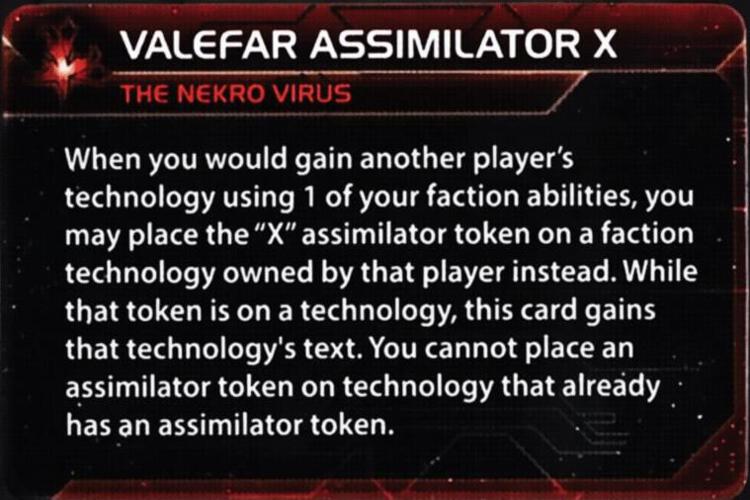 VALEFAR ASSIMILATOR X
THE NEKRO VIRUS
When you would gain another player's
technology using 1 of your faction abilities, you
may place the “X” assimilator token on a faction
technology owned by that player instead. While
that token is on a technology, this card gains
that technology's text. You cannot place an
assimilator token on technology that already
has an assimilator token.